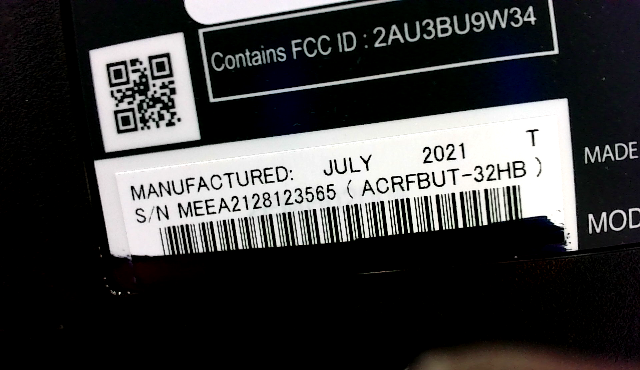 Contains FCC ID : 2AU3BU9W34
MANUFACTURED: JULY 2021 T
S/N MEEA2128123565 ( ACRFBUT-32HB )
MADE
MOD